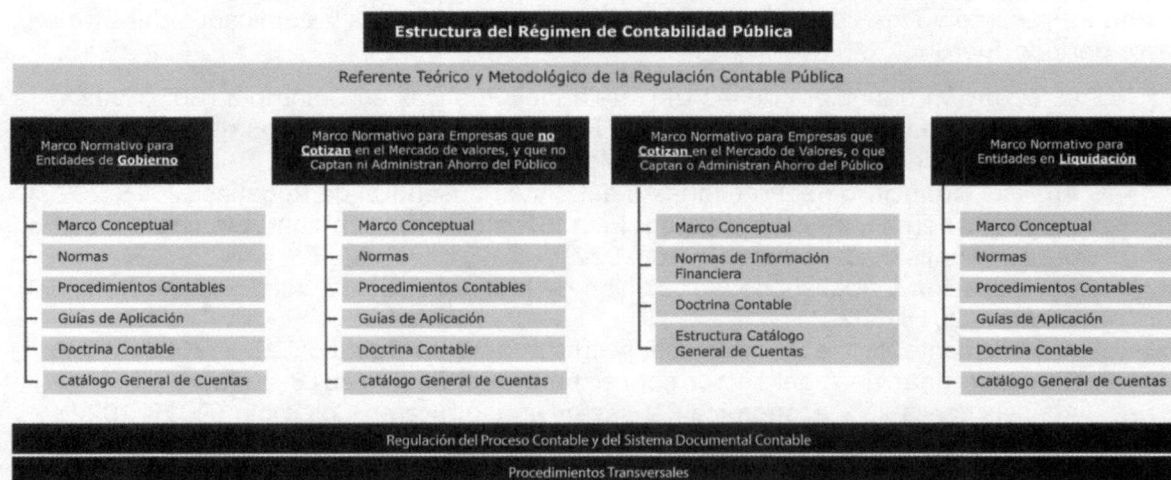 Estructura del Régimen de Contabilidad Pública
Referente Teórico y Metodológico de la Regulación Contable Pública
Marco Normativo para
Entidades de Gobierno
Marco Conceptual
Normas
Procedimientos Contables
Guías de Aplicación
Doctrina Contable
Catálogo General de Cuentas
Marco Normativo para Empresas que no
Cotizan en el Mercado de valores, y que no
Captan ni Administran Ahorro del Público
Marco Conceptual
Normas
Procedimientos Contables
Guías de Aplicación
Doctrina Contable
Catálogo General de Cuentas
Marco Normativo para Empresas que
Cotizan en el Mercado de Valores, o que
Captan o Administran Ahorro del Público
Marco Conceptual
Normas de Información
Financiera
Doctrina Contable
Estructura Catálogo
General de Cuentas
Marco Normativo para
Entidades en Liquidación
Marco Conceptual
Normas
Procedimientos Contables
Guías de Aplicación
Doctrina Contable
Catálogo General de Cuentas
Regulación del Proceso Contable y del Sistema Documental Contable
Procedimientos Transversales